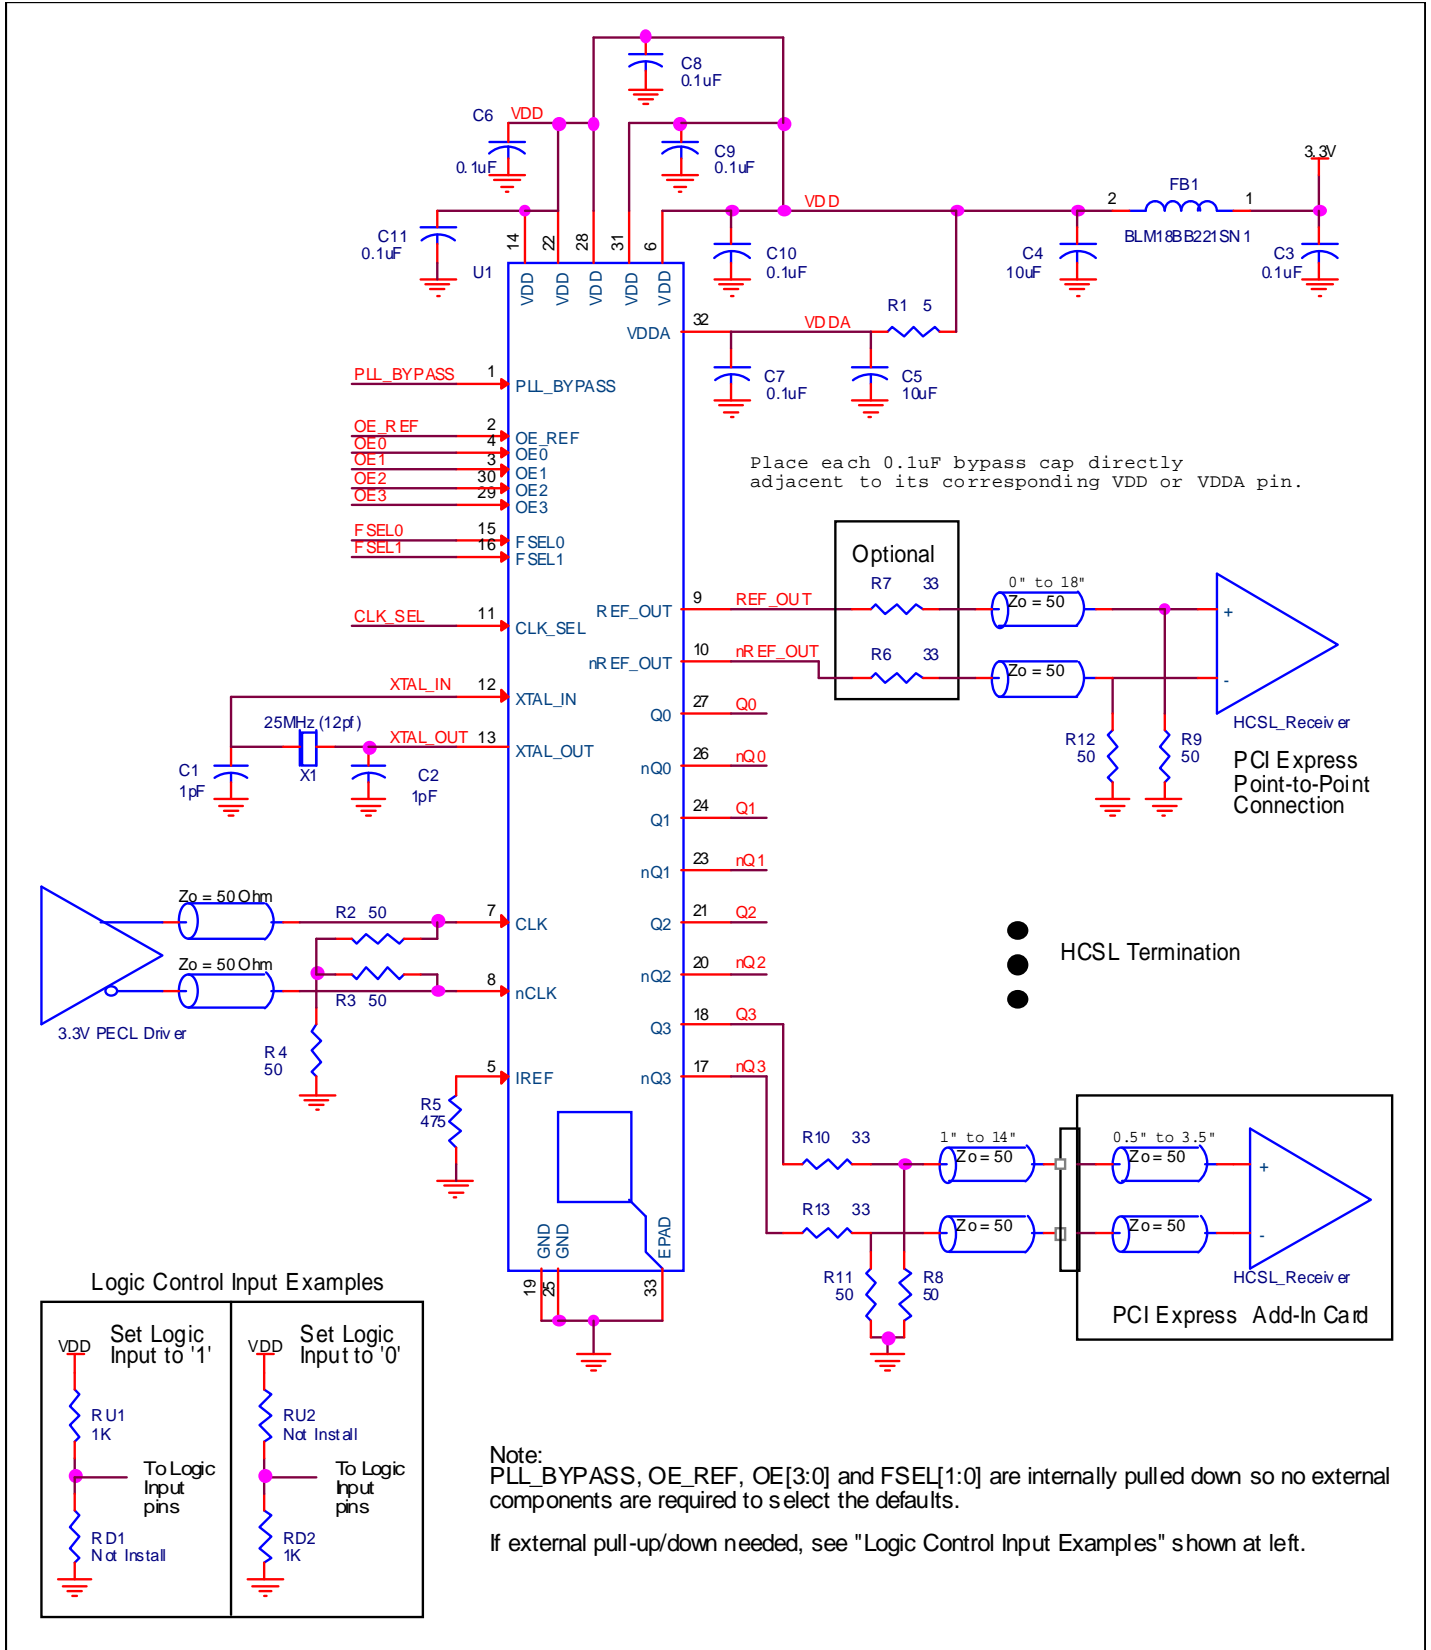 C8
0.1uF
C6
VDD
0.1uF
C9
0.1uF
3.3V
FB1
2
1
BLM18BB221SN1
VDD
C11
0.1uF
14
22
28
31
6
C10
0.1uF
C4
10uF
C3
0.1uF
U1
VDD
VDD
VDD
VDD
VDD
VDDA
32
VDDA
R1 5
C7
0.1uF
C5
10uF
PLL_BYPASS
1
PLL_BYPASS
OE_REF
2
OE_REF
OE0
4
OE0
OE1
3
OE1
OE2
30
OE2
OE3
29
OE3
Place each 0.1uF bypass cap directly
adjacent to its corresponding VDD or VDDA pin.
FSEL0
15
FSEL0
FSEL1
16
FSEL1
Optional
R7 33
0" to 18"
Zo = 50
REF_OUT
9
REF_OUT
+
CLK_SEL
11
CLK_SEL
nREF_OUT
10
nREF_OUT
R6 33
Zo = 50
-
HCSL_Receiver
XTAL_IN
12
XTAL_IN
Q0
27
Q0
25MHz (12pf)
X1
XTAL_OUT
13
XTAL_OUT
C1
1pF
C2
1pF
nQ0
26
nQ0
R12
50
R9
50
PCI Express
Point-to-Point
Connection
Q1
24
Q1
nQ1
23
nQ1
Zo = 50 Ohm
R2 50
7
CLK
Q2
21
Q2
HCSL Termination
Zo = 50 Ohm
R3 50
8
nCLK
nQ2
20
nQ2
3.3V PECL Driver
R4
50
Q3
18
Q3
5
IREF
nQ3
17
nQ3
R5
475
R10 33
1" to 14"
Zo = 50
0.5" to 3.5"
Zo = 50
+
R13 33
Zo = 50
Zo = 50
-
HCSL_Receiver
R11
50
R8
50
PCI Express Add-In Card
GND
GND
EPAD
19
25
33
Logic Control Input Examples
Set Logic
Input to '1'
VDD
RU1
1K
To Logic
Input
pins
RD1
Not Install
Set Logic
Input to '0'
VDD
RU2
Not Install
To Logic
Input
pins
RD2
1K
Note:
PLL_BYPASS, OE_REF, OE[3:0] and FSEL[1:0] are internally pulled down so no external
components are required to select the defaults.
If external pull-up/down needed, see "Logic Control Input Examples" shown at left.